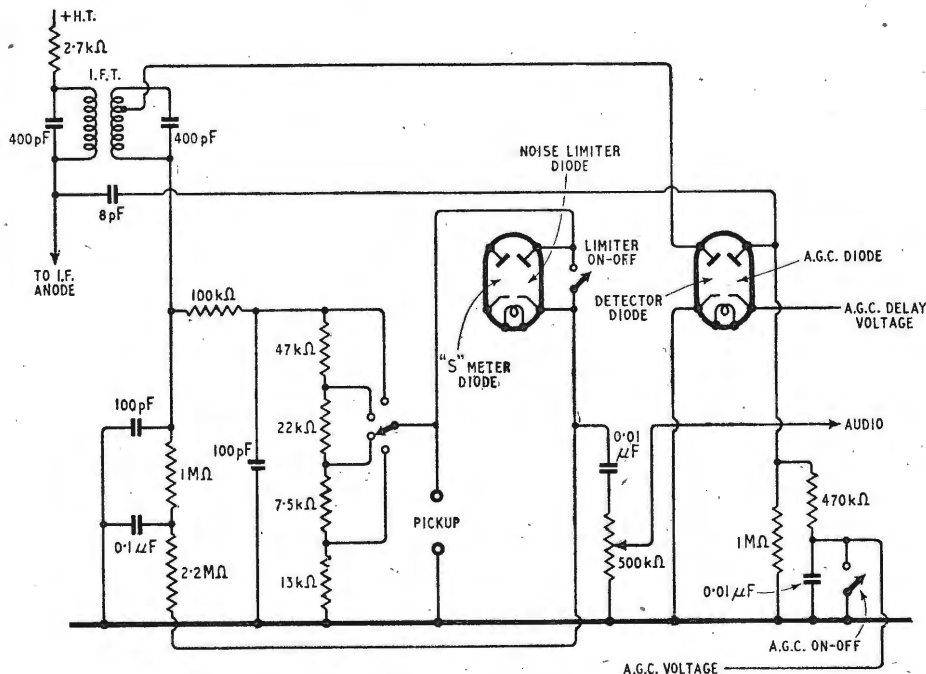 +H.T.
2·7kΩ
I.F.T.
400pF
400pF
8pF
TO I.F.
ANODE
NOISE LIMITER
DIODE
LIMITER
ON-OFF
A.G.C. DIODE
DETECTOR
DIODE
A.G.C. DELAY
VOLTAGE
"S" METER
DIODE
100kΩ
47kΩ
100pF
22kΩ
100pF
0·01
μF
AUDIO
1MΩ
7·5kΩ
PICKUP
470kΩ
0·1μF
500kΩ
1MΩ
2·2MΩ
13kΩ
0·01μF
A.G.C. ON-OFF
A.G.C. VOLTAGE